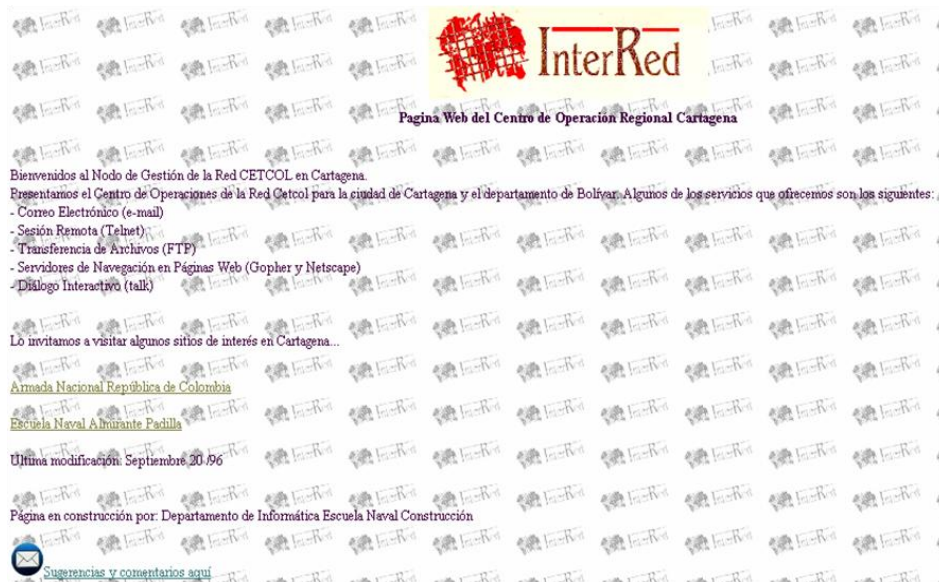 InterRed
Pagina Web del Centro de Operación Regional Cartagena
Bienvenidos al Nodo de Gestión de la Red CETCOL en Cartagena.
Presentamos el Centro de Operaciones de la Red Cetcol para la ciudad de Cartagena y el departamento de Bolívar. Algunos de los servicios que ofrecemos son los siguientes:
- Correo Electrónico (e-mail)
- Sesión Remota (Telnet)
- Transferencia de Archivos (FTP)
- Servidores de Navegación en Páginas Web (Gopher y Netscape)
- Diálogo Interactivo (talk)
Lo invitamos a visitar algunos sitios de interés en Cartagena...
Armada Nacional República de Colombia
Escuela Naval Almirante Padilla
Ultima modificación: Septiembre 20 /96
Página en construcción por: Departamento de Informática Escuela Naval Construcción
Sugerencias y comentarios aquí